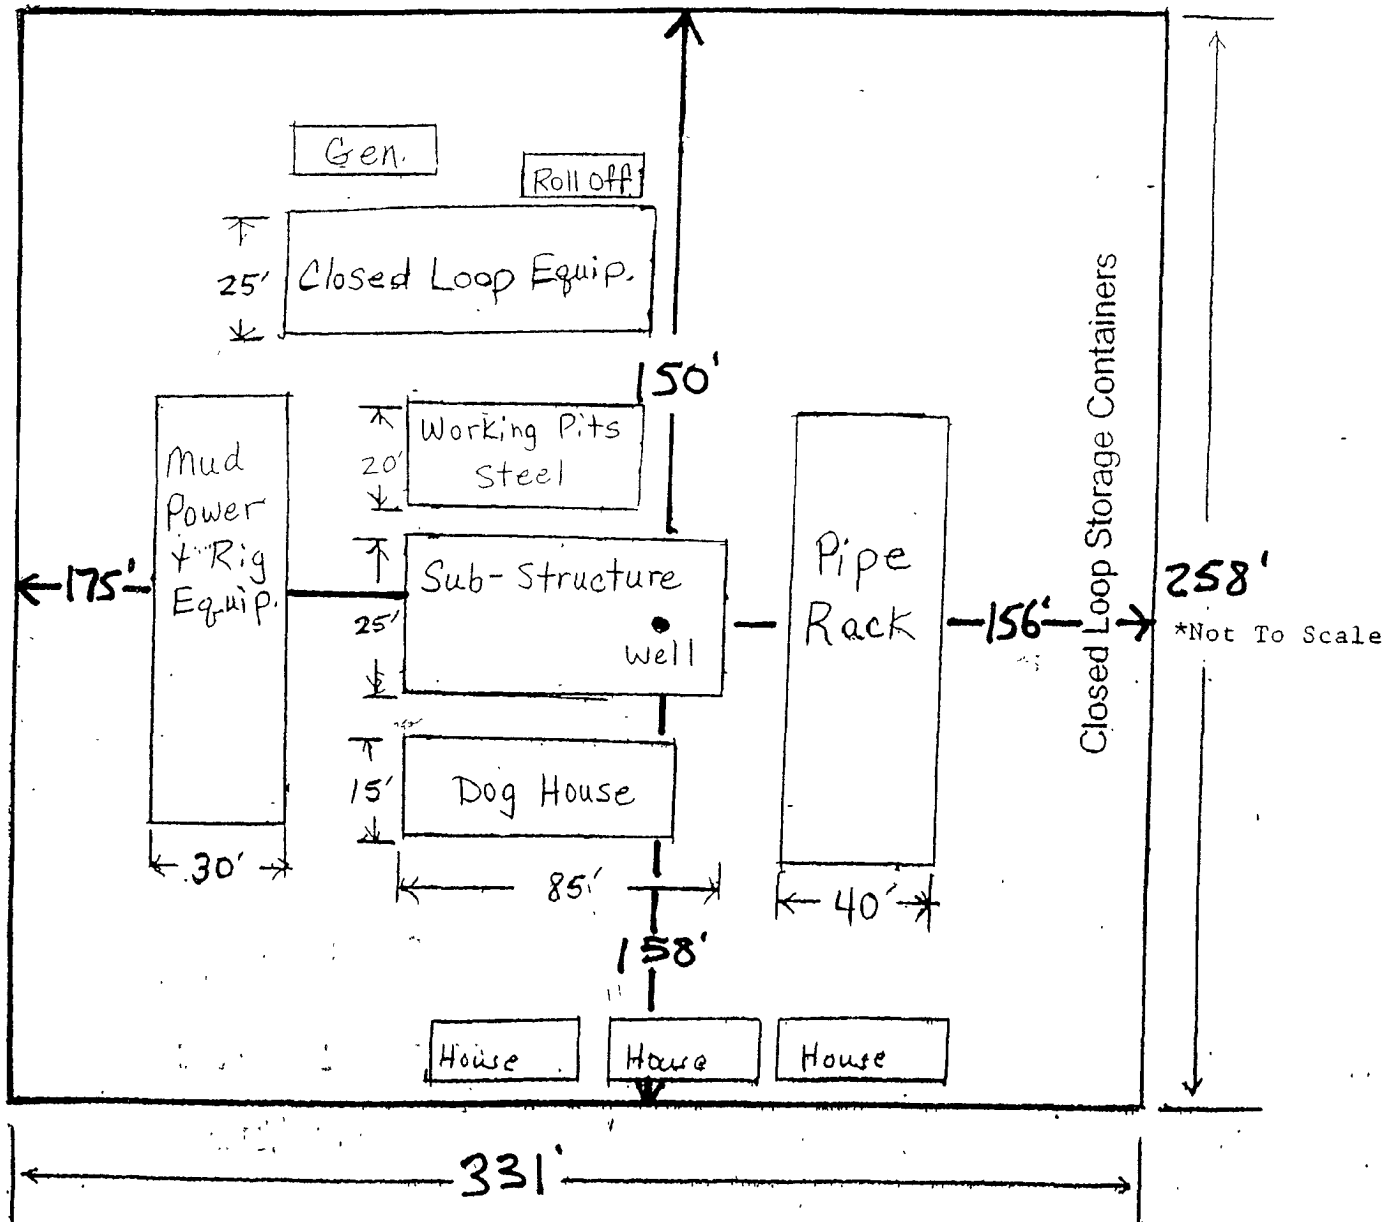 Gen.
Roll Off
25'
Closed Loop Equip.
150'
Working Pits
Steel
20'
Mud
Power
+ Rig
Equip.
175'
Sub-Structure
25'
Well
Pipe
Rack
156'
Closed Loop Storage Containers
258'
*Not To Scale
15'
Dog House
30'
85'
40'
158'
House
House
House
331'